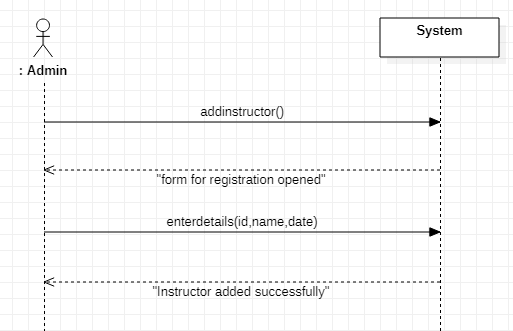 System
: Admin
addinstructor()
"form for registration opened"
enterdetails(id,name,date)
"Instructor added successfully"